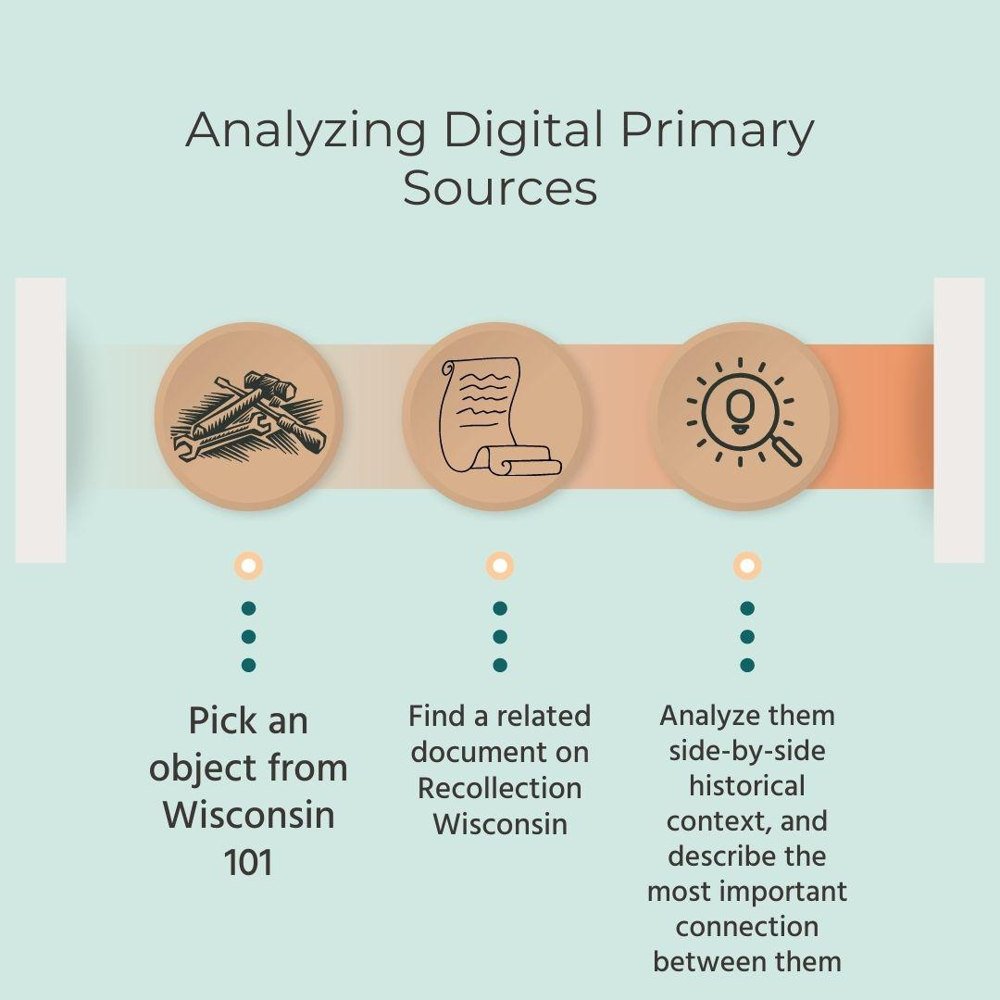 Analyzing Digital Primary
Sources
Pick an
object from
Wisconsin
101
Find a related
document on
Recollection
Wisconsin
Analyze them
side-by-side
historical
context, and
describe the
most important
connection
between them